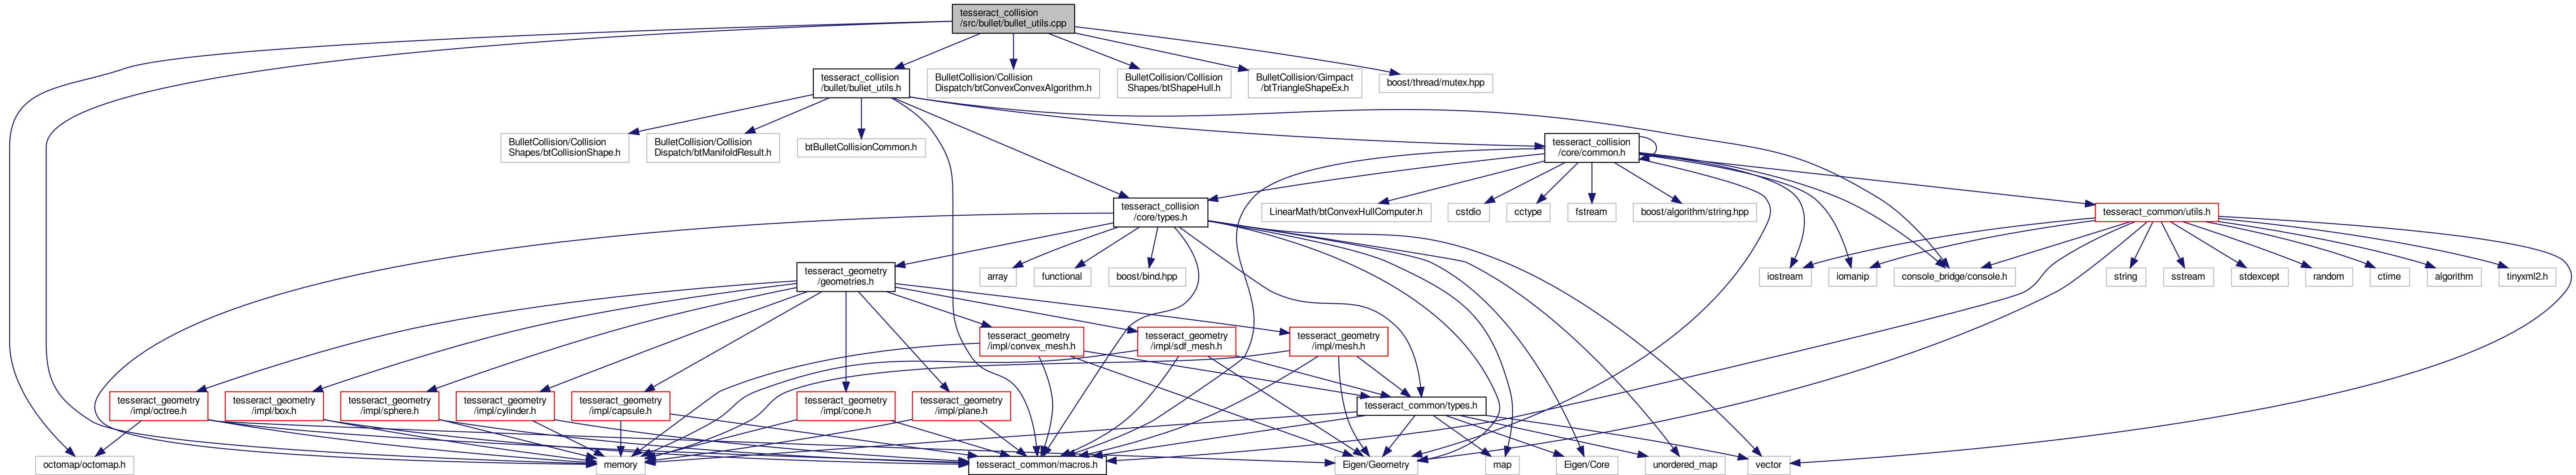 tesseract_collision
/src/bullet/bullet_utils.cpp
tesseract_collision
/bullet/bullet_utils.h
BulletCollision/Collision
Dispatch/btConvexConvexAlgorithm.h
BulletCollision/Collision
Shapes/btShapeHull.h
BulletCollision/Gimpact
/btTriangleShapeEx.h
boost/thread/mutex.hpp
BulletCollision/Collision
Shapes/btCollisionShape.h
BulletCollision/Collision
Dispatch/btManifoldResult.h
btBulletCollisionCommon.h
tesseract_collision
/core/common.h
tesseract_collision
/core/types.h
LinearMath/btConvexHullComputer.h
cstdio
cctype
fstream
boost/algorithm/string.hpp
tesseract_common/utils.h
tesseract_geometry
/geometries.h
array
functional
boost/bind.hpp
iostream
iomanip
console_bridge/console.h
string
sstream
stdexcept
random
ctime
algorithm
tinyxml2.h
tesseract_geometry
/impl/convex_mesh.h
tesseract_geometry
/impl/sdf_mesh.h
tesseract_geometry
/impl/mesh.h
tesseract_geometry
/impl/octree.h
tesseract_geometry
/impl/box.h
tesseract_geometry
/impl/sphere.h
tesseract_geometry
/impl/cylinder.h
tesseract_geometry
/impl/capsule.h
tesseract_geometry
/impl/cone.h
tesseract_geometry
/impl/plane.h
tesseract_common/types.h
octomap/octomap.h
memory
tesseract_common/macros.h
Eigen/Geometry
map
Eigen/Core
unordered_map
vector